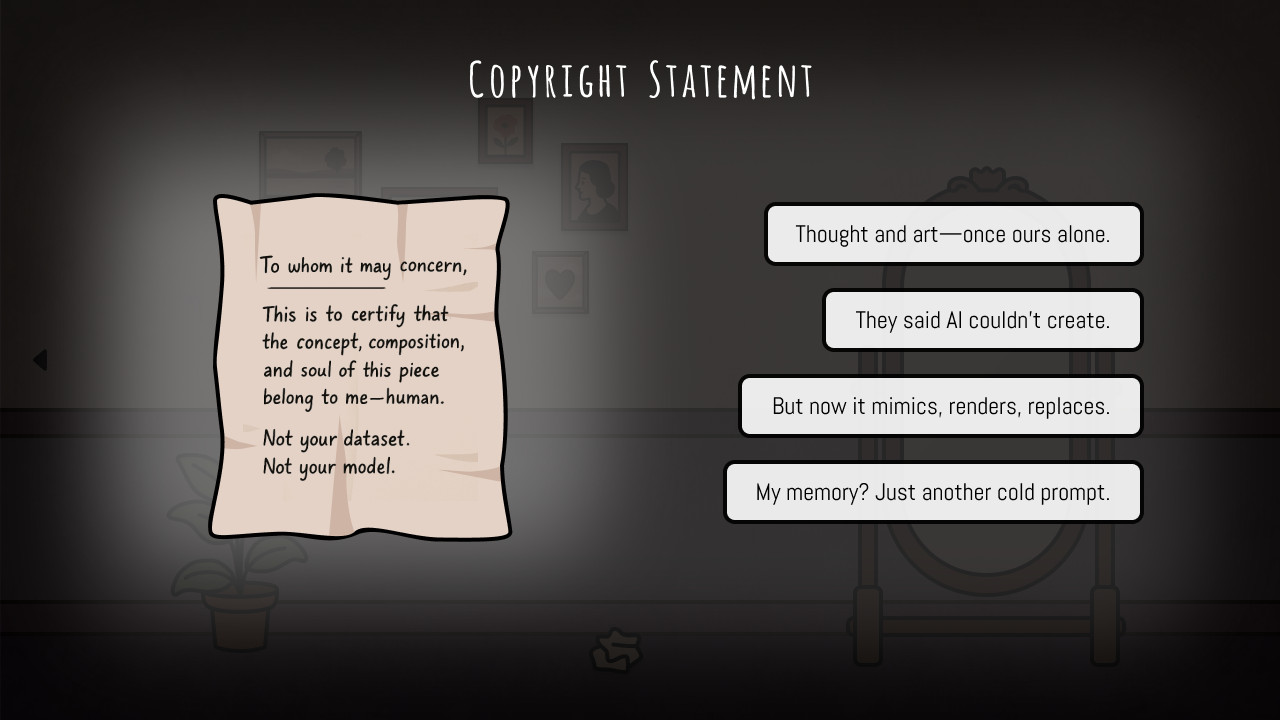 Copyright Statement
To whom it may concern,
This is to certify that
the concept, composition,
and soul of this piece
belong to me—human.
Not your dataset.
Not your model.
Thought and art—once ours alone.
They said AI couldn't create.
But now it mimics, renders, replaces.
My memory? Just another cold prompt.